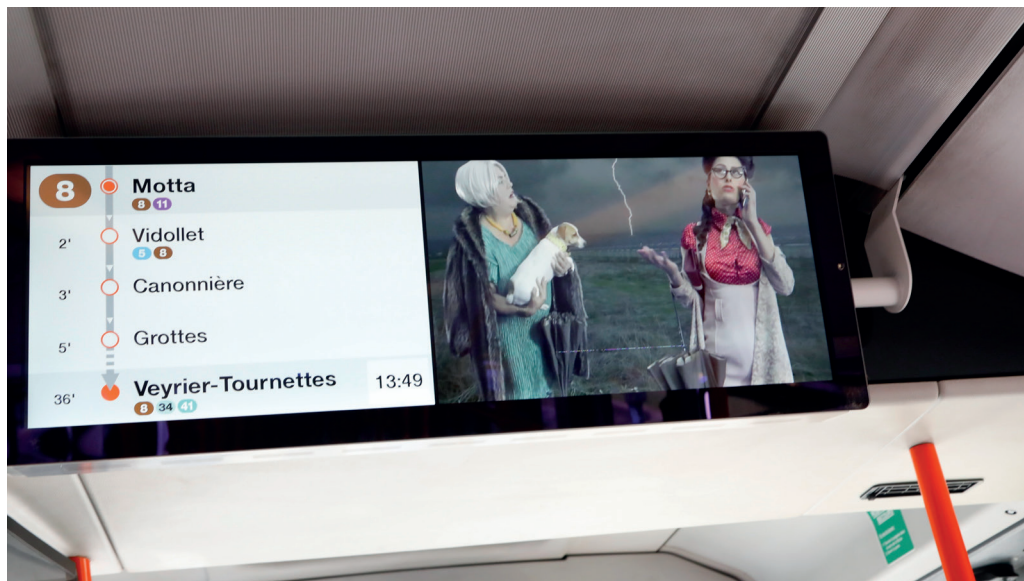 8 Motta
8 11
2' Vidollet
5 8
3' Canonnière
5' Grottes
36' Veyrier-Tournettes 13:49
8 34 41